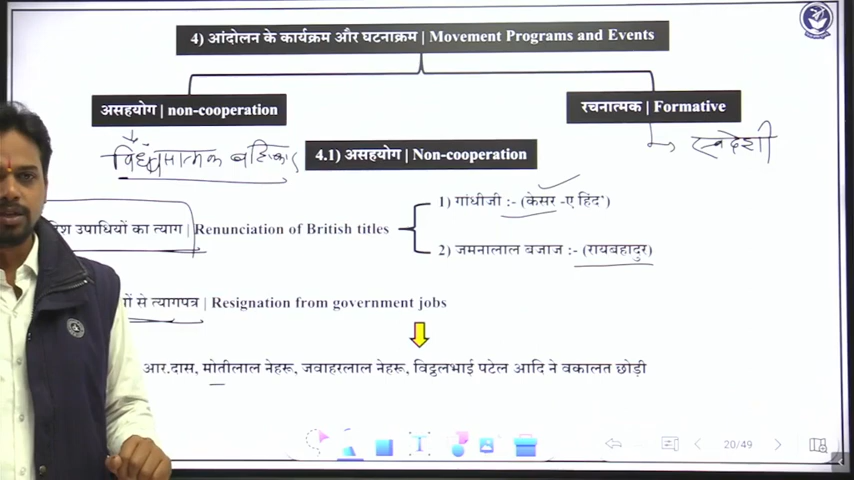 4) आंदोलन के कार्यक्रम और घटनाक्रम | Movement Programs and Events
असहयोग | non-cooperation
रचनात्मक | Formative
बहिष्कार
स्वदेशी
4.1) असहयोग | Non-cooperation
1) गांधीजी :- (केसर -ए हिंद')
उपाधियों का त्याग | Renunciation of British titles
2) जमनालाल बजाज :- (रायबहादुर)
से त्यागपत्र | Resignation from government jobs
आर.दास, मोतीलाल नेहरू, जवाहरलाल नेहरू, विट्ठलभाई पटेल आदि ने वकालत छोड़ी
20/49